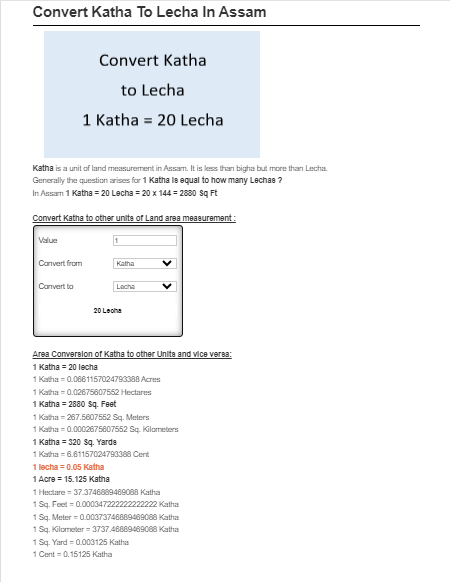 Convert Katha To Lecha In Assam
Convert Katha
to Lecha
1 Katha = 20 Lecha
Katha is a unit of land measurement in Assam. It is less than bigha but more than Lecha.
Generally the question arises for 1 Katha is equal to how many Lechas ?
In Assam 1 Katha = 20 Lecha = 20 x 144 = 2880 Sq Ft
Convert Katha to other units of Land area measurement :
Value 1
Convert from Katha
Convert to Lecha
20 Lecha
Area Conversion of Katha to other Units and vice versa:
1 Katha = 20 lecha
1 Katha = 0.0661157024793388 Acres
1 Katha = 0.02675607552 Hectares
1 Katha = 2880 Sq. Feet
1 Katha = 267.5607552 Sq. Meters
1 Katha = 0.0002675607552 Sq. Kilometers
1 Katha = 320 Sq. Yards
1 Katha = 6.61157024793388 Cent
1 lecha = 0.05 Katha
1 Acre = 15.125 Katha
1 Hectare = 37.3746889469088 Katha
1 Sq. Feet = 0.000347222222222222 Katha
1 Sq. Meter = 0.00373746889469088 Katha
1 Sq. Kilometer = 3737.46889469088 Katha
1 Sq. Yard = 0.003125 Katha
1 Cent = 0.15125 Katha